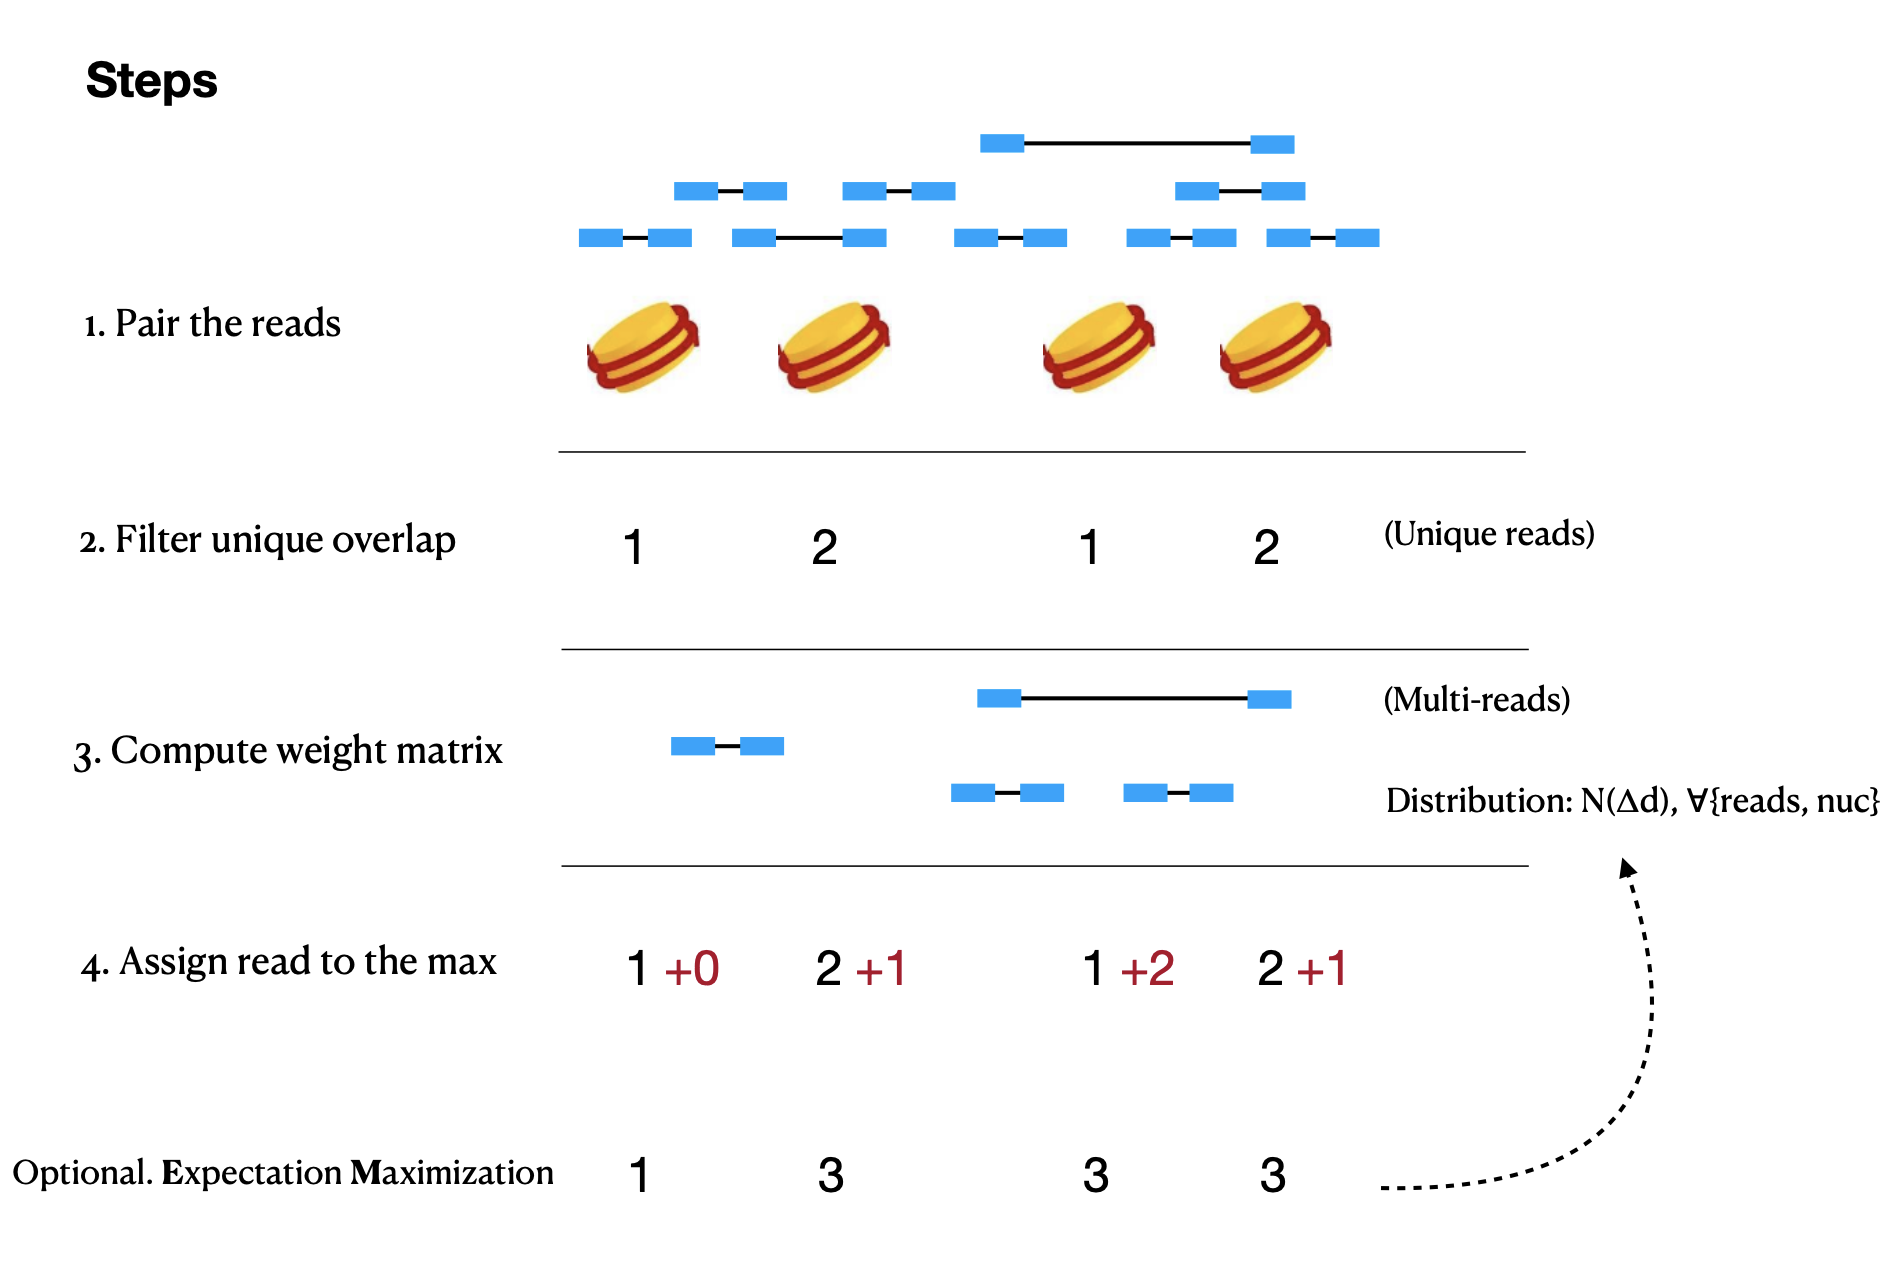 Steps
1. Pair the reads
2. Filter unique overlap 1 2 1 2 (Unique reads)
(Multi-reads)
3. Compute weight matrix
Distribution: N(Δd), ∀{reads, nuc}
4. Assign read to the max 1 +0 2 +1 1 +2 2 +1
Optional. Expectation Maximization 1 3 3 3